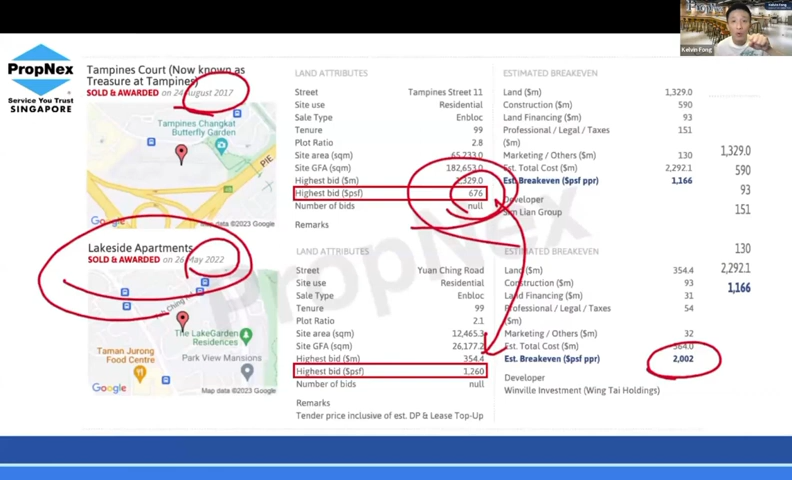 PropNex
Service You Trust
SINGAPORE
Tampines Court (Now known as
Treasure at Tampines)
SOLD & AWARDED on 24 August 2017
Tampines Changkat
Butterfly Garden
PIE
Google
Map data ©2023 Google
LAND ATTRIBUTES
Street Tampines Street 11
Site use Residential
Sale Type Enbloc
Tenure 99
Plot Ratio 2.8
Site area (sqm) 65,233.0
Site GFA (sqm) 182,653.0
Highest bid ($m) 1,329.0
Highest bid ($psf) 676
Number of bids null
Remarks
ESTIMATED BREAKEVEN
Land ($m) 1,329.0
Construction ($m) 590
Land Financing ($m) 93
Professional / Legal / Taxes 151
($m)
Marketing / Others ($m) 130
Est. Total Cost ($m) 2,292.1
Est. Breakeven ($psf ppr) 1,166
Developer
Sim Lian Group
1,329.0
590
93
151
130
2,292.1
1,166
Lakeside Apartments
SOLD & AWARDED on 26 May 2022
The LakeGarden
Residences
Taman Jurong
Food Centre
Park View Mansions
Google
Map data ©2023 Google
LAND ATTRIBUTES
Street Yuan Ching Road
Site use Residential
Sale Type Enbloc
Tenure 99
Plot Ratio 2.1
Site area (sqm) 12,465.3
Site GFA (sqm) 26,177.2
Highest bid ($m) 354.4
Highest bid ($psf) 1,260
Number of bids null
Remarks
Tender price inclusive of est. DP & Lease Top-Up
ESTIMATED BREAKEVEN
Land ($m) 354.4
Construction ($m) 93
Land Financing ($m) 31
Professional / Legal / Taxes 54
($m)
Marketing / Others ($m) 32
Est. Total Cost ($m) 564.0
Est. Breakeven ($psf ppr) 2,002
Developer
Winville Investment (Wing Tai Holdings)
PropNex
Kelvin Fong
Kelvin Fong